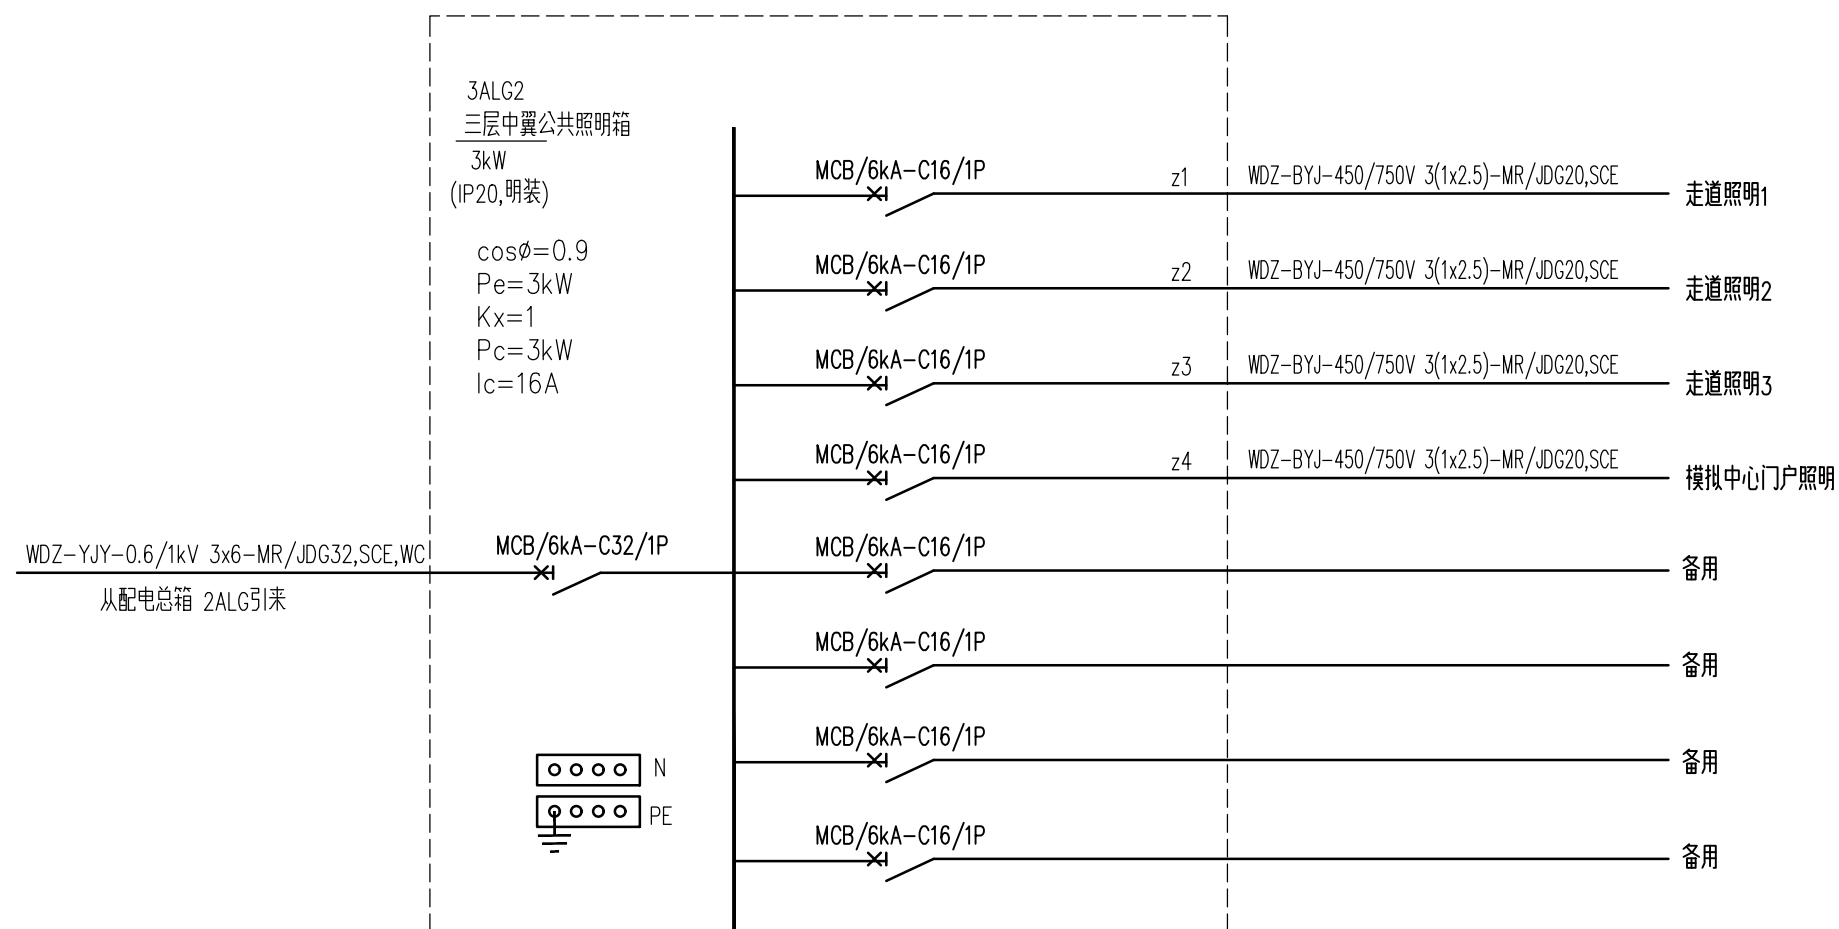 3ALG2
三层中翼公共照明箱
3kW
(IP20,明装)
cosø=0.9
Pe=3kW
Kx=1
Pc=3kW
Ic=16A
WDZ-YJY-0.6/1kV 3x6-MR/JDG32,SCE,WC
从配电总箱 2ALG引来
MCB/6kA-C32/1P
N
PE
MCB/6kA-C16/1P z1 WDZ-BYJ-450/750V 3(1x2.5)-MR/JDG20,SCE 走道照明1
MCB/6kA-C16/1P z2 WDZ-BYJ-450/750V 3(1x2.5)-MR/JDG20,SCE 走道照明2
MCB/6kA-C16/1P z3 WDZ-BYJ-450/750V 3(1x2.5)-MR/JDG20,SCE 走道照明3
MCB/6kA-C16/1P z4 WDZ-BYJ-450/750V 3(1x2.5)-MR/JDG20,SCE 模拟中心门户照明
MCB/6kA-C16/1P 备用
MCB/6kA-C16/1P 备用
MCB/6kA-C16/1P 备用
MCB/6kA-C16/1P 备用